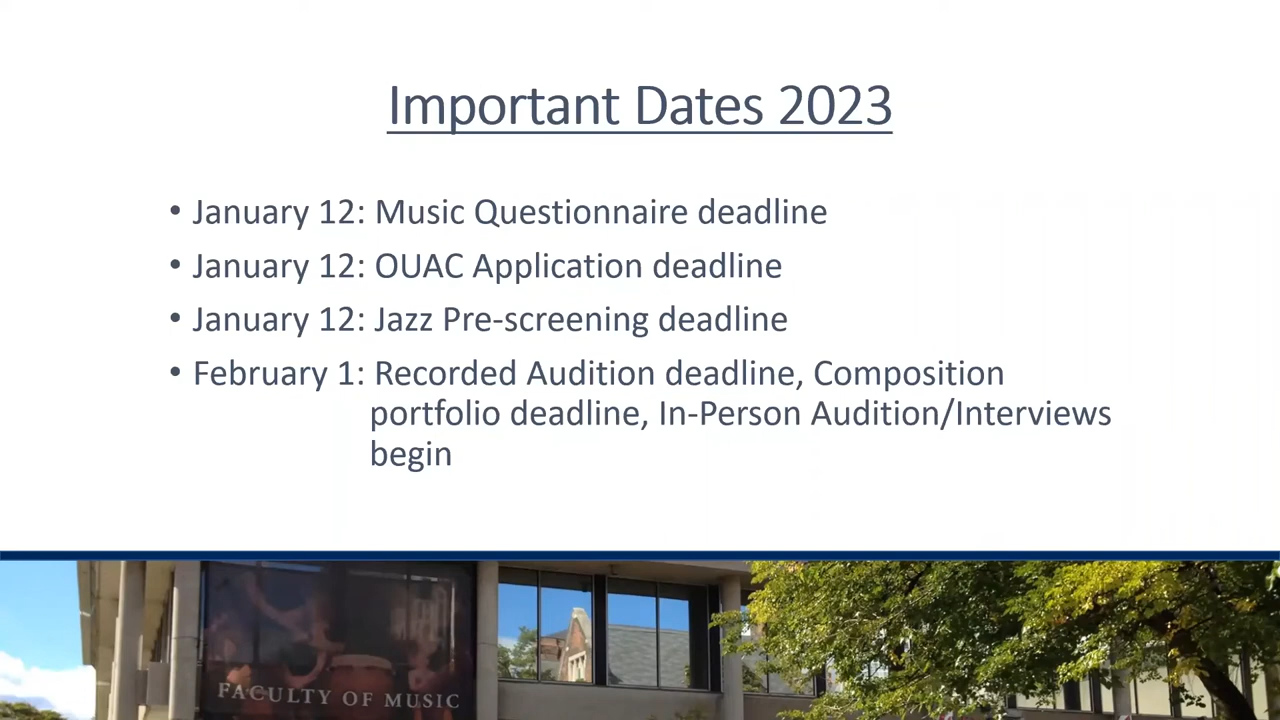 Important Dates 2023
• January 12: Music Questionnaire deadline
• January 12: OUAC Application deadline
• January 12: Jazz Pre-screening deadline
• February 1: Recorded Audition deadline, Composition
portfolio deadline, In-Person Audition/Interviews
begin
FACULTY OF MUSIC